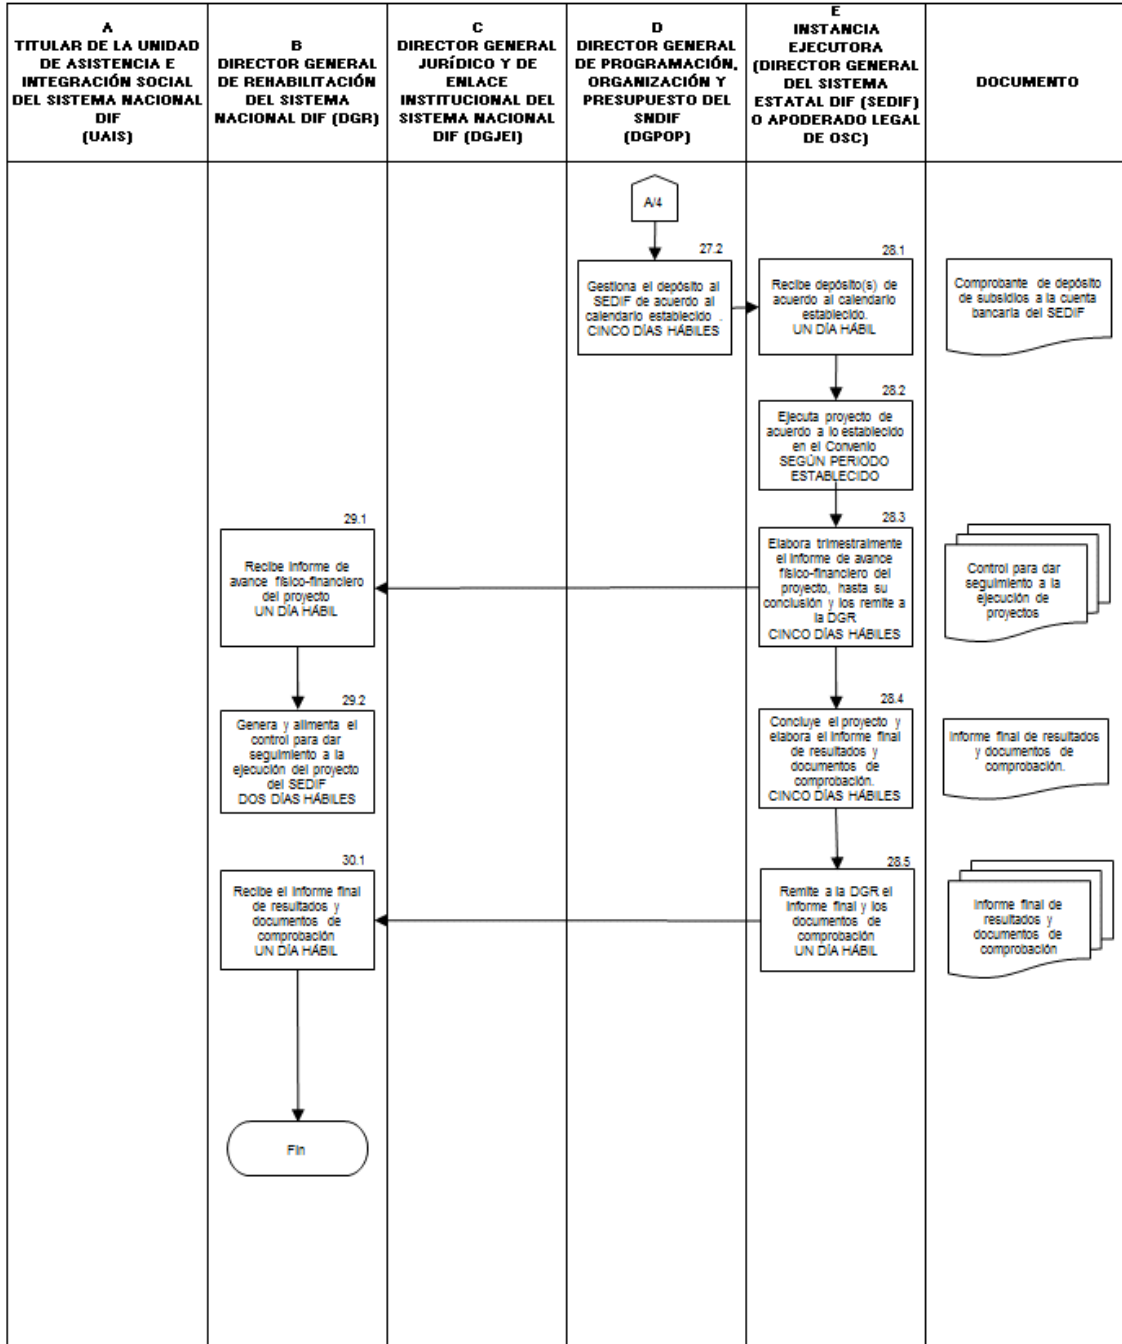 A
TITULAR DE LA UNIDAD
DE ASISTENCIA E
INTEGRACIÓN SOCIAL
DEL SISTEMA NACIONAL
DIF
(UAIS)
B
DIRECTOR GENERAL
DE REHABILITACIÓN
DEL SISTEMA
NACIONAL DIF (DGR)
C
DIRECTOR GENERAL
JURÍDICO Y DE
ENLACE
INSTITUCIONAL DEL
SISTEMA NACIONAL
DIF (DGJEI)
D
DIRECTOR GENERAL
DE PROGRAMACIÓN,
ORGANIZACIÓN Y
PRESUPUESTO DEL
SNDIF
(DGPOP)
E
INSTANCIA
EJECUTORA
(DIRECTOR GENERAL
DEL SISTEMA
ESTATAL DIF (SEDIF)
O APODERADO LEGAL
DE OSC)
DOCUMENTO
A/4
27.2
Gestiona el depósito al
SEDIF de acuerdo al
calendario establecido .
CINCO DÍAS HÁBILES
28.1
Recibe depósito(s) de
acuerdo al calendario
establecido.
UN DÍA HÁBIL
Comprobante de depósito
de subsidios a la cuenta
bancaria del SEDIF
28.2
Ejecuta proyecto de
acuerdo a lo establecido
en el Convenio
SEGÚN PERIODO
ESTABLECIDO
28.3
Elabora trimestralmente
el informe de avance
físico-financiero del
proyecto, hasta su
conclusión y los remite a
la DGR
CINCO DÍAS HÁBILES
29.1
Recibe informe de
avance físico-financiero
del proyecto
UN DÍA HÁBIL
Control para dar
seguimiento a la
ejecución de
proyectos
29.2
Genera y alimenta el
control para dar
seguimiento a la
ejecución del proyecto
del SEDIF
DOS DÍAS HÁBILES
28.4
Concluye el proyecto y
elabora el informe final
de resultados y
documentos de
comprobación.
CINCO DÍAS HÁBILES
Informe final de resultados
y documentos de
comprobación.
30.1
Recibe el informe final
de resultados y
documentos de
comprobación
UN DÍA HÁBIL
28.5
Remite a la DGR el
informe final y los
documentos de
comprobación
UN DÍA HÁBIL
Informe final de
resultados y
documentos de
comprobación
Fin